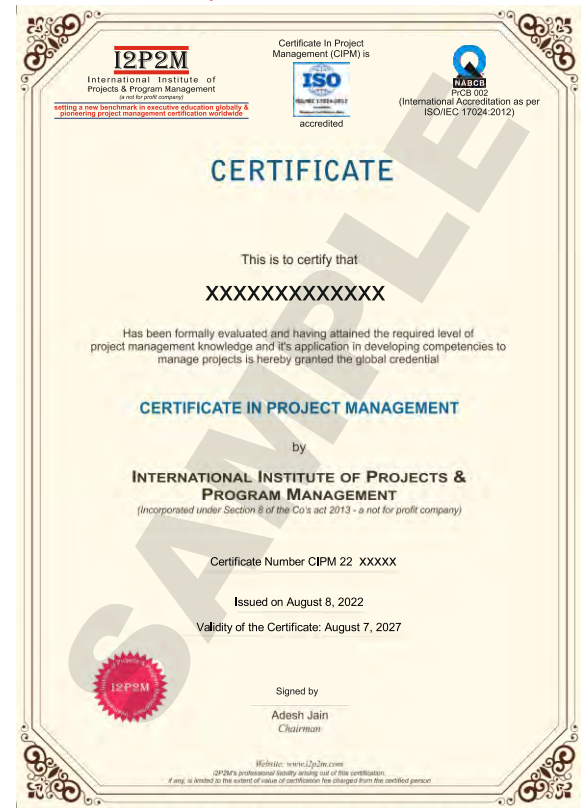 I2P2M
International Institute of
Projects & Program Management
(a not for profit company)
setting a new benchmark in executive education globally &
pioneering project management certification worldwide
Certificate In Project
Management (CIPM) is
ISO
ISO/IEC 17024:2012
accredited
NABCB
PrCB 002
(International Accreditation as per
ISO/IEC 17024:2012)
CERTIFICATE
This is to certify that
XXXXXXXXXXXXX
Has been formally evaluated and having attained the required level of
project management knowledge and it's application in developing competencies to
manage projects is hereby granted the global credential
CERTIFICATE IN PROJECT MANAGEMENT
by
INTERNATIONAL INSTITUTE OF PROJECTS &
PROGRAM MANAGEMENT
(Incorporated under Section 8 of the Co's act 2013 - a not for profit company)
Certificate Number CIPM 22 XXXXX
Issued on August 8, 2022
Validity of the Certificate: August 7, 2027
SAMPLE
I2P2M
Signed by
Adesh Jain
Chairman
Website: www.i2p2m.com
I2P2M's professional liability arising out of this certification,
if any, is limited to the extent of value of certification fee charged from the certified person